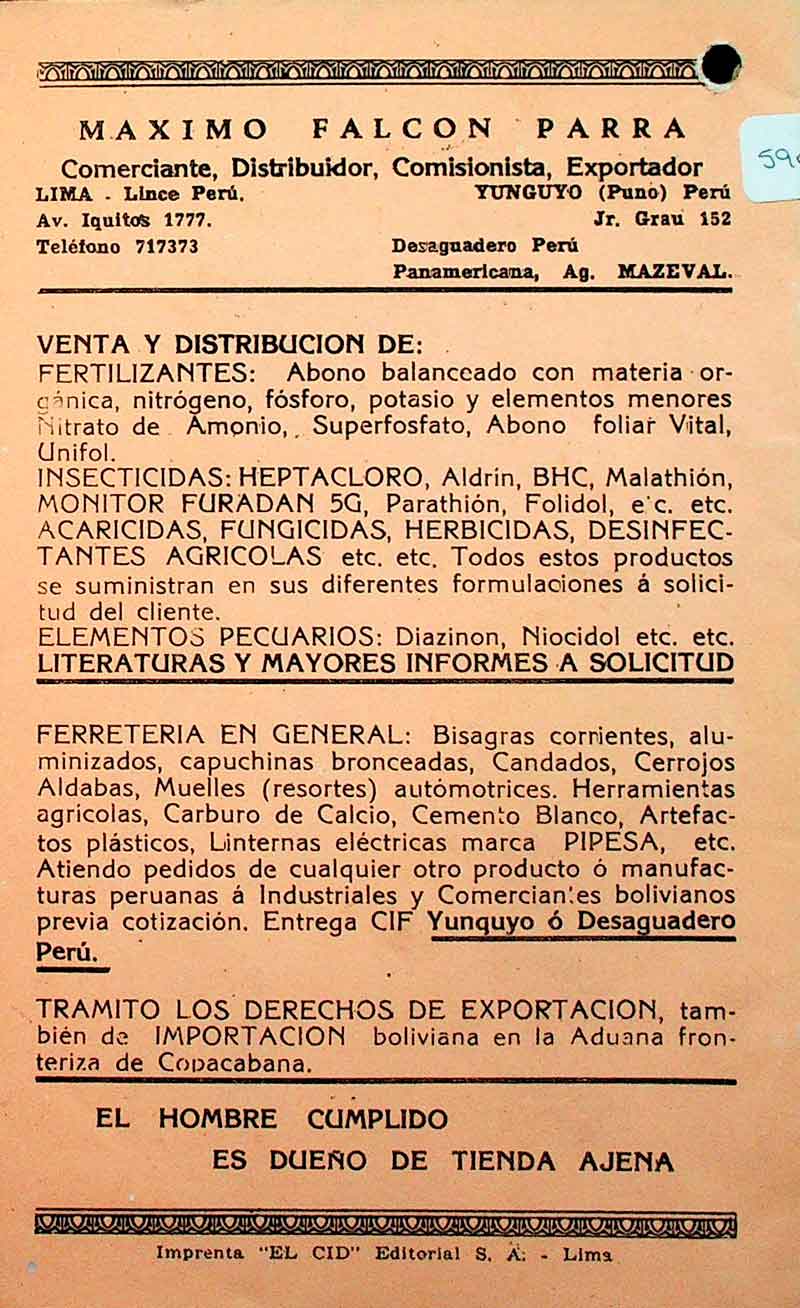 MAXIMO FALCON PARRA
Comerciante, Distribuidor, Comisionista, Exportador
LIMA - Lince Perú. YUNGUYO (Puno) Perú
Av. Iquitos 1777. Jr. Grau 152
Teléfono 717373 Desaguadero Perú
Panamericana, Ag. MAZEVAL.
VENTA Y DISTRIBUCION DE:
FERTILIZANTES: Abono balanceado con materia or-
gánica, nitrógeno, fósforo, potasio y elementos menores
Nitrato de Amonio, Superfosfato, Abono foliar Vital,
Unifol.
INSECTICIDAS: HEPTACLORO, Aldrin, BHC, Malathión,
MONITOR FURADAN 5G, Parathión, Folidol, etc. etc.
ACARICIDAS, FUNGICIDAS, HERBICIDAS, DESINFEC-
TANTES AGRICOLAS etc. etc. Todos estos productos
se suministran en sus diferentes formulaciones á solici-
tud del cliente.
ELEMENTOS PECUARIOS: Diazinon, Niocidol etc. etc.
LITERATURAS Y MAYORES INFORMES A SOLICITUD
FERRETERIA EN GENERAL: Bisagras corrientes, alu-
minizados, capuchinas bronceadas, Candados, Cerrojos
Aldabas, Muelles (resortes) autómotrices. Herramientas
agricolas, Carburo de Calcio, Cemento Blanco, Artefac-
tos plásticos, Linternas eléctricas marca PIPESA, etc.
Atiendo pedidos de cualquier otro producto ó manufac-
turas peruanas á Industriales y Comerciantes bolivianos
previa cotización. Entrega CIF Yunquyo ó Desaguadero
Perú.
TRAMITO LOS DERECHOS DE EXPORTACION, tam-
bién de IMPORTACION boliviana en la Aduana fron-
teriza de Copacabana.
EL HOMBRE CUMPLIDO
ES DUEÑO DE TIENDA AJENA
Imprenta "EL CID" Editorial S. A. - Lima